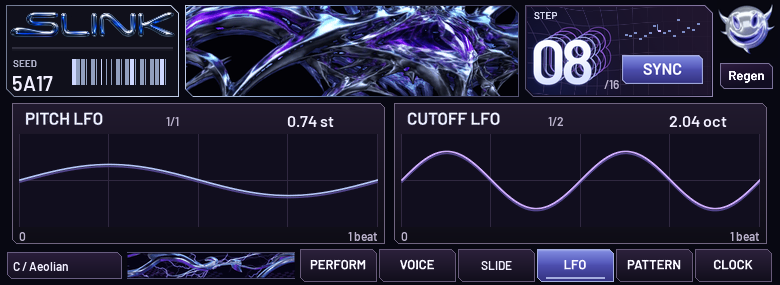 SLINK
SEED
5A17
STEP
08
/16
SYNC
Regen
PITCH LFO 1/1 0.74 st
0 1 beat
CUTOFF LFO 1/2 2.04 oct
0 1 beat
C / Aeolian
PERFORM VOICE SLIDE LFO PATTERN CLOCK